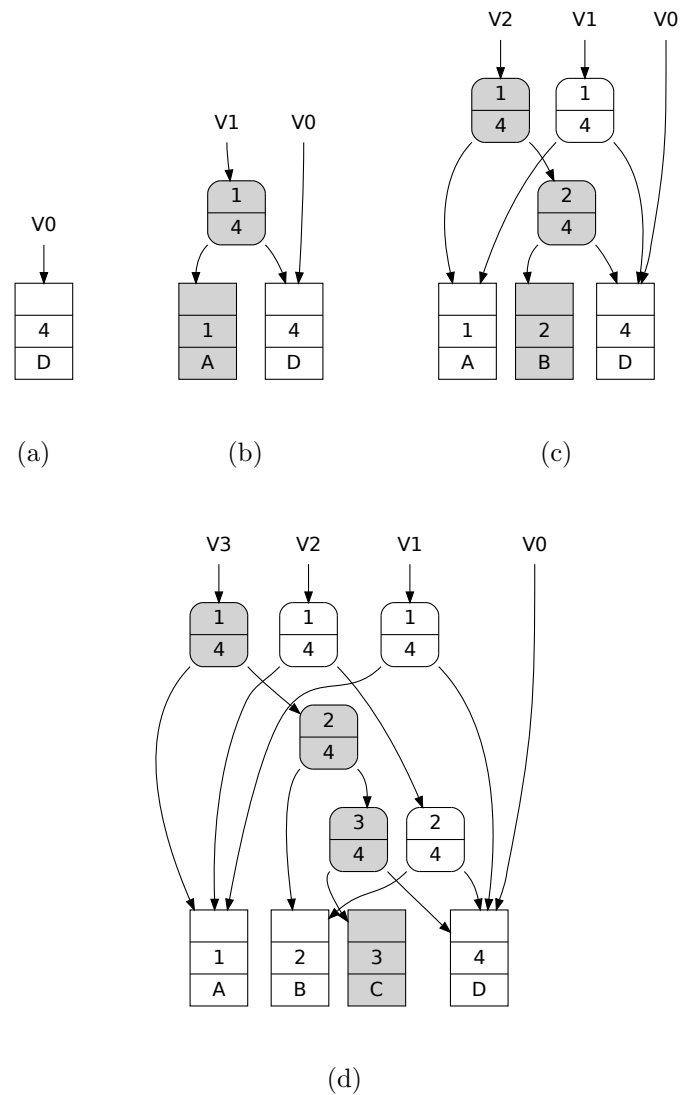 V2 V1 V0
1 1
4 4
V1 V0
1 2
4 4
V0
4 1 4 1 2 4
D A D A B D
(a) (b) (c)
V3 V2 V1 V0
1 1 1
4 4 4
2
4
3 2
4 4
1 2 3 4
A B C D
(d)